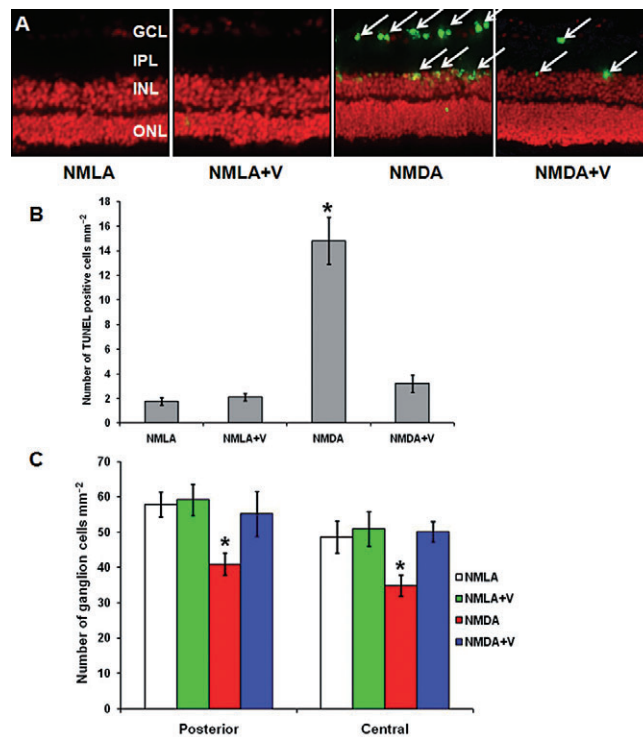 A
GCL
IPL
INL
ONL
NMLA NMLA+V NMDA NMDA+V
B
*
Number of TUNEL positive cells mm⁻²
18
16
14
12
10
8
6
4
2
0
NMLA NMLA+V NMDA NMDA+V
C
Number of ganglion cells mm⁻²
70
60
50
40
30
20
10
0
* *
NMLA
NMLA+V
NMDA
NMDA+V
Posterior Central